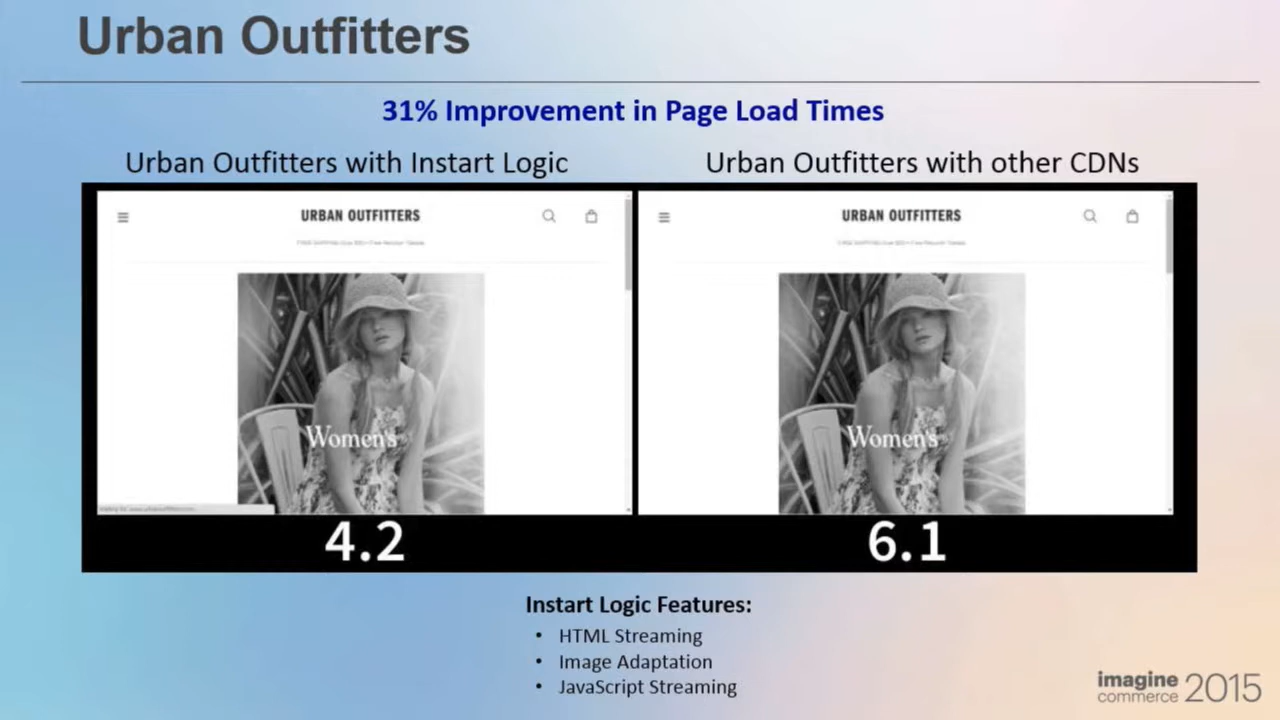 Urban Outfitters
31% Improvement in Page Load Times
Urban Outfitters with Instart Logic
Urban Outfitters with other CDNs
URBAN OUTFITTERS
Women's
4.2
URBAN OUTFITTERS
Women's
6.1
Instart Logic Features:
• HTML Streaming
• Image Adaptation
• JavaScript Streaming
imagine
commerce 2015